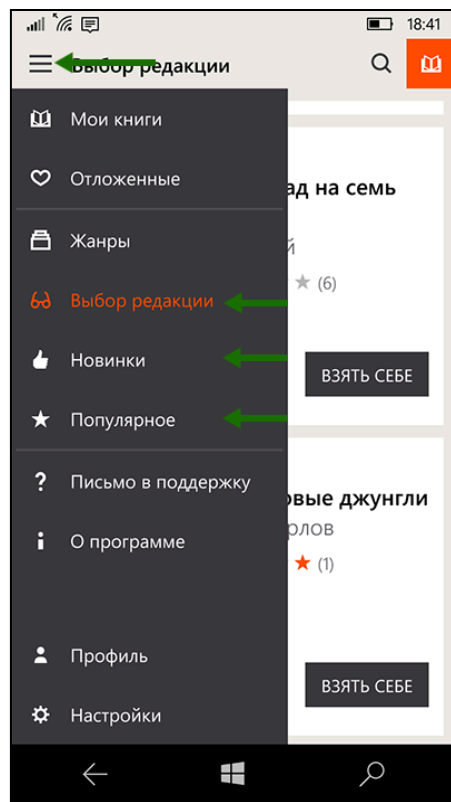 18:41
Выбор редакции
Мои книги
Отложенные
ад на семь
Жанры
й
(6)
Выбор редакции
Новинки
ВЗЯТЬ СЕБЕ
Популярное
Письмо в поддержку
овые джунгли
рлов
О программе
(1)
Профиль
ВЗЯТЬ СЕБЕ
Настройки